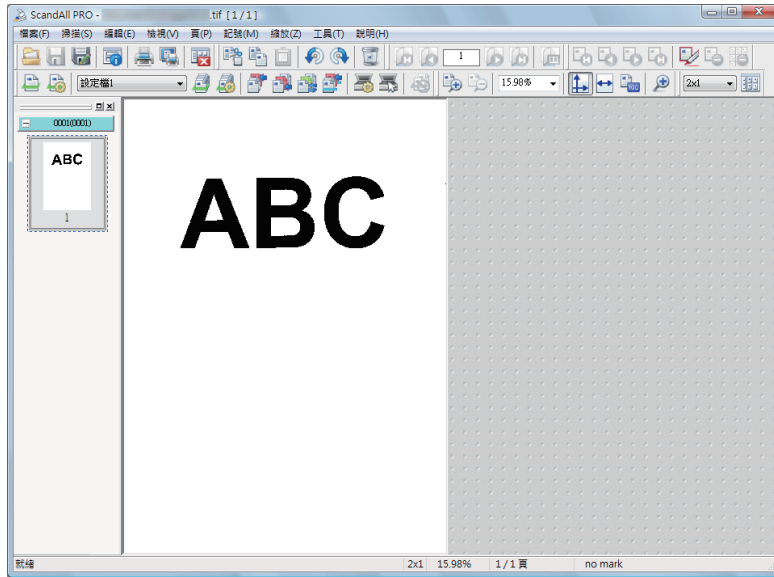 ScandAll PRO - .tif [1/1]
檔案(F) 掃描(S) 編輯(E) 檢視(V) 頁(P) 記號(M) 縮放(Z) 工具(T) 說明(H)
1
設定檔1 15.98% 2x1
0001(0001)
ABC
1
ABC
就緒 2x1 15.98% 1/1頁 no mark